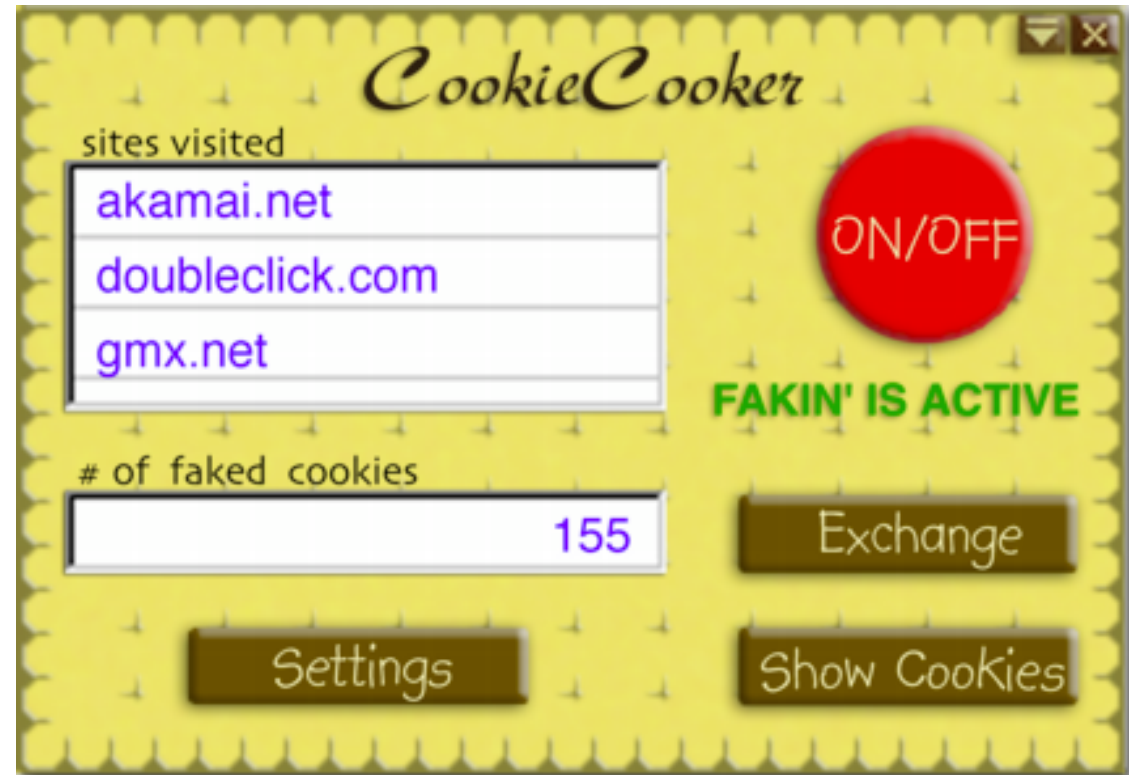 CookieCooker
sites visited
akamai.net
doubleclick.com
gmx.net
ON/OFF
FAKIN' IS ACTIVE
# of faked cookies
155
Exchange
Settings
Show Cookies